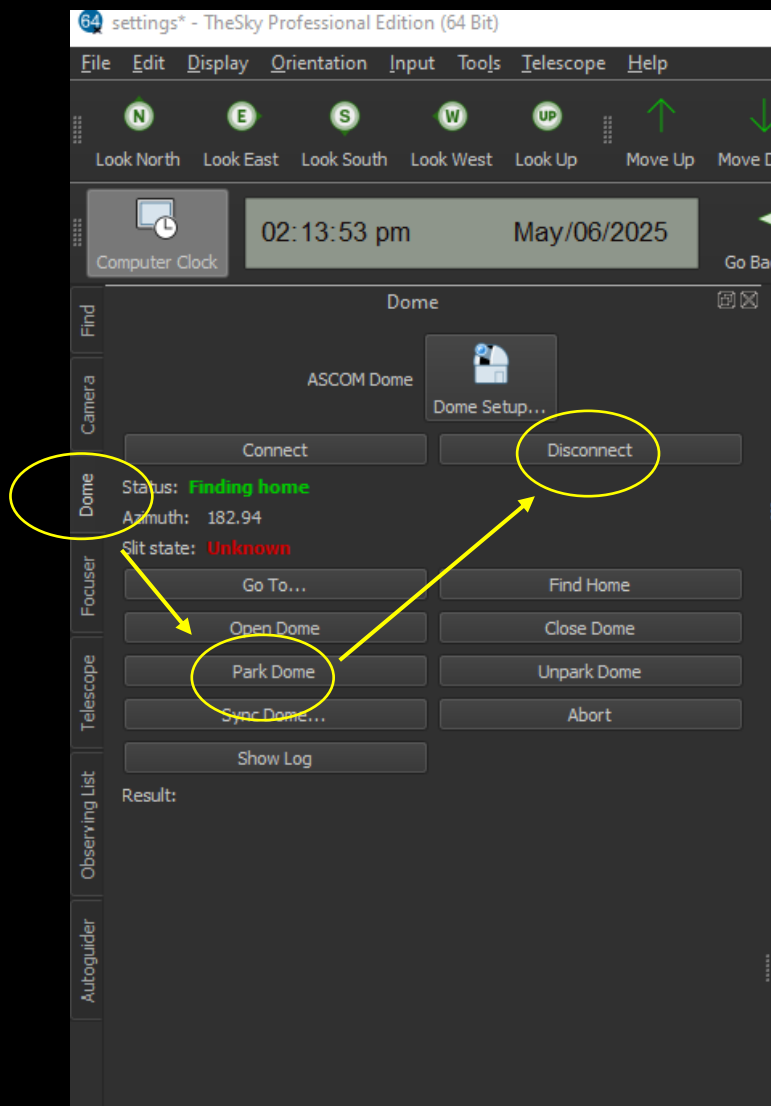 64 settings* - TheSky Professional Edition (64 Bit)
File Edit Display Orientation Input Tools Telescope Help
N E S W UP
Look North Look East Look South Look West Look Up Move Up Move D
02:13:53 pm May/06/2025
Computer Clock Go Ba
Dome
Find
ASCOM Dome
Dome Setup...
Camera
Connect Disconnect
Dome
Status: Finding home
Azimuth: 182.94
Slit state: Unknown
Focuser
Go To... Find Home
Open Dome Close Dome
Park Dome Unpark Dome
Telescope
Sync Dome... Abort
Show Log
Result:
Observing List
Autoguider